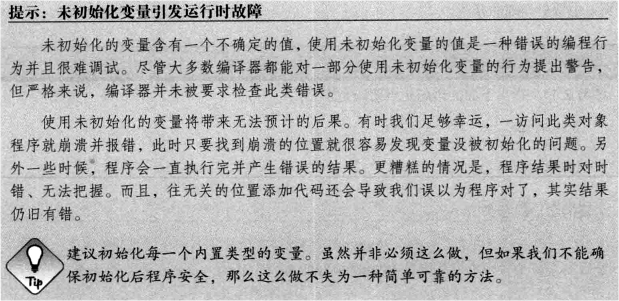 提示：未初始化变量引发运行时故障
未初始化的变量含有一个不确定的值，使用未初始化变量的值是一种错误的编程行
为并且很难调试。尽管大多数编译器都能对一部分使用未初始化变量的行为提出警告，
但严格来说，编译器并未被要求检查此类错误。
使用未初始化的变量将带来无法预计的后果。有时我们足够幸运，一访问此类对象
程序就崩溃并报错，此时只要找到崩溃的位置就很容易发现变量没被初始化的问题。另
外一些时候，程序会一直执行完并产生错误的结果。更糟糕的情况是，程序结果时对时
错、无法把握。而且，往无关的位置添加代码还会导致我们误以为程序对了，其实结果
仍旧有错。
建议初始化每一个内置类型的变量。虽然并非必须这么做，但如果我们不能确
保初始化后程序安全，那么这么做不失为一种简单可靠的方法。
Tip